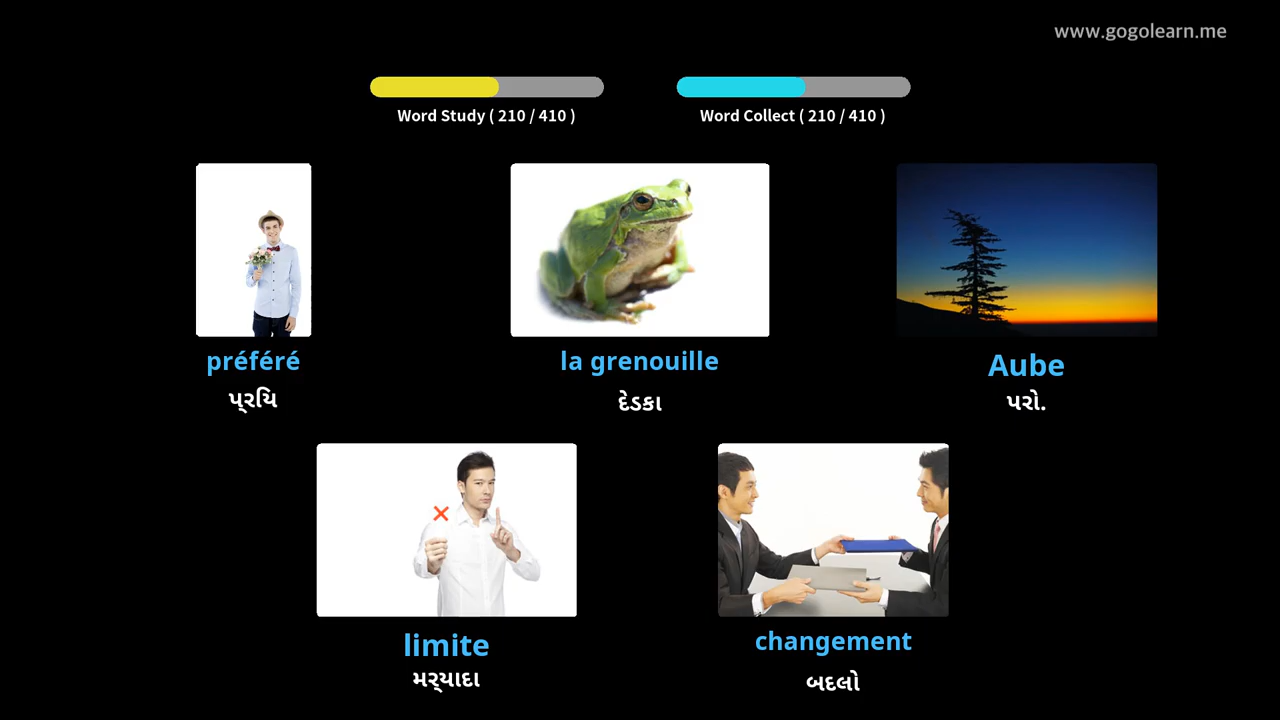 www.gogolearn.me
Word Study ( 210 / 410 )
Word Collect ( 210 / 410 )
préféré
la grenouille
Aube
પ્રયિ
દેડકા
પરો.
limite
changement
મર્યાદા
બદલો